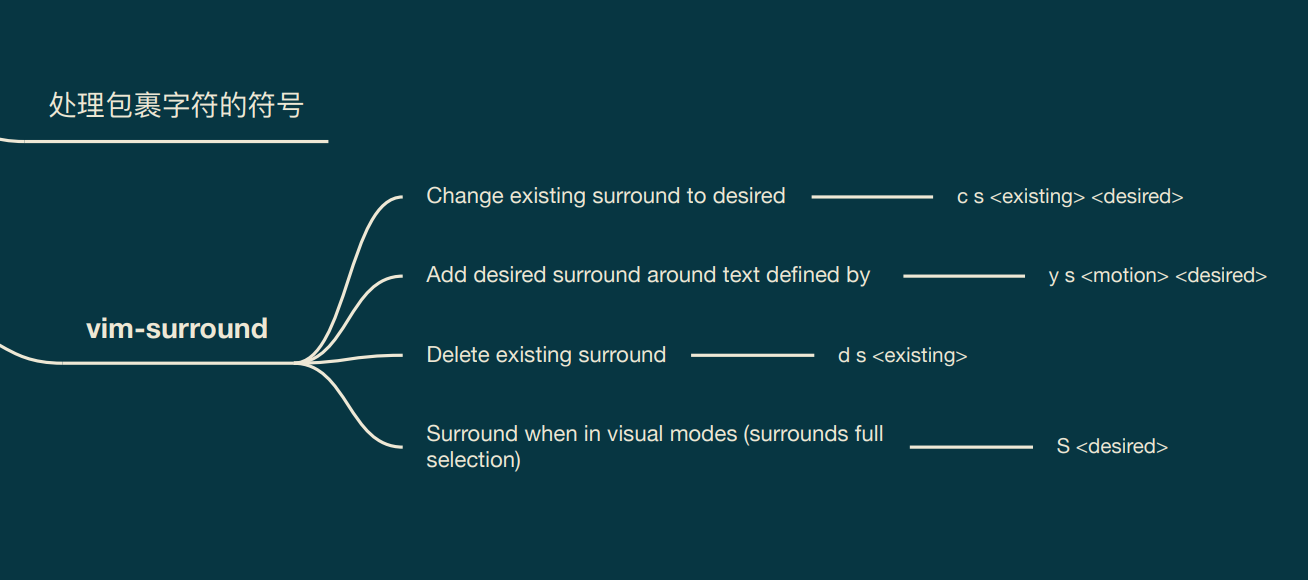 处理包裹字符的符号
Change existing surround to desired
c s <existing> <desired>
Add desired surround around text defined by
y s <motion> <desired>
vim-surround
Delete existing surround
d s <existing>
Surround when in visual modes (surrounds full
selection)
S <desired>